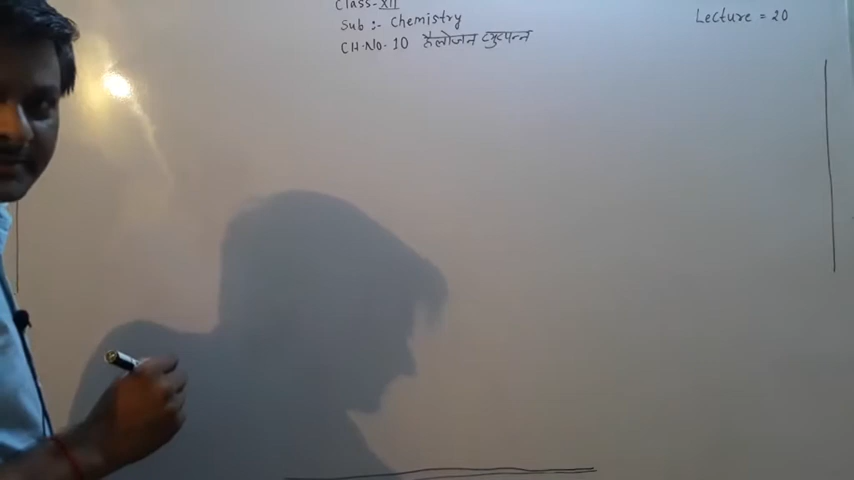 Class-XII
Sub :- Chemistry
Lecture = 20
CH.No. 10 हैलोजन व्युत्पन्न